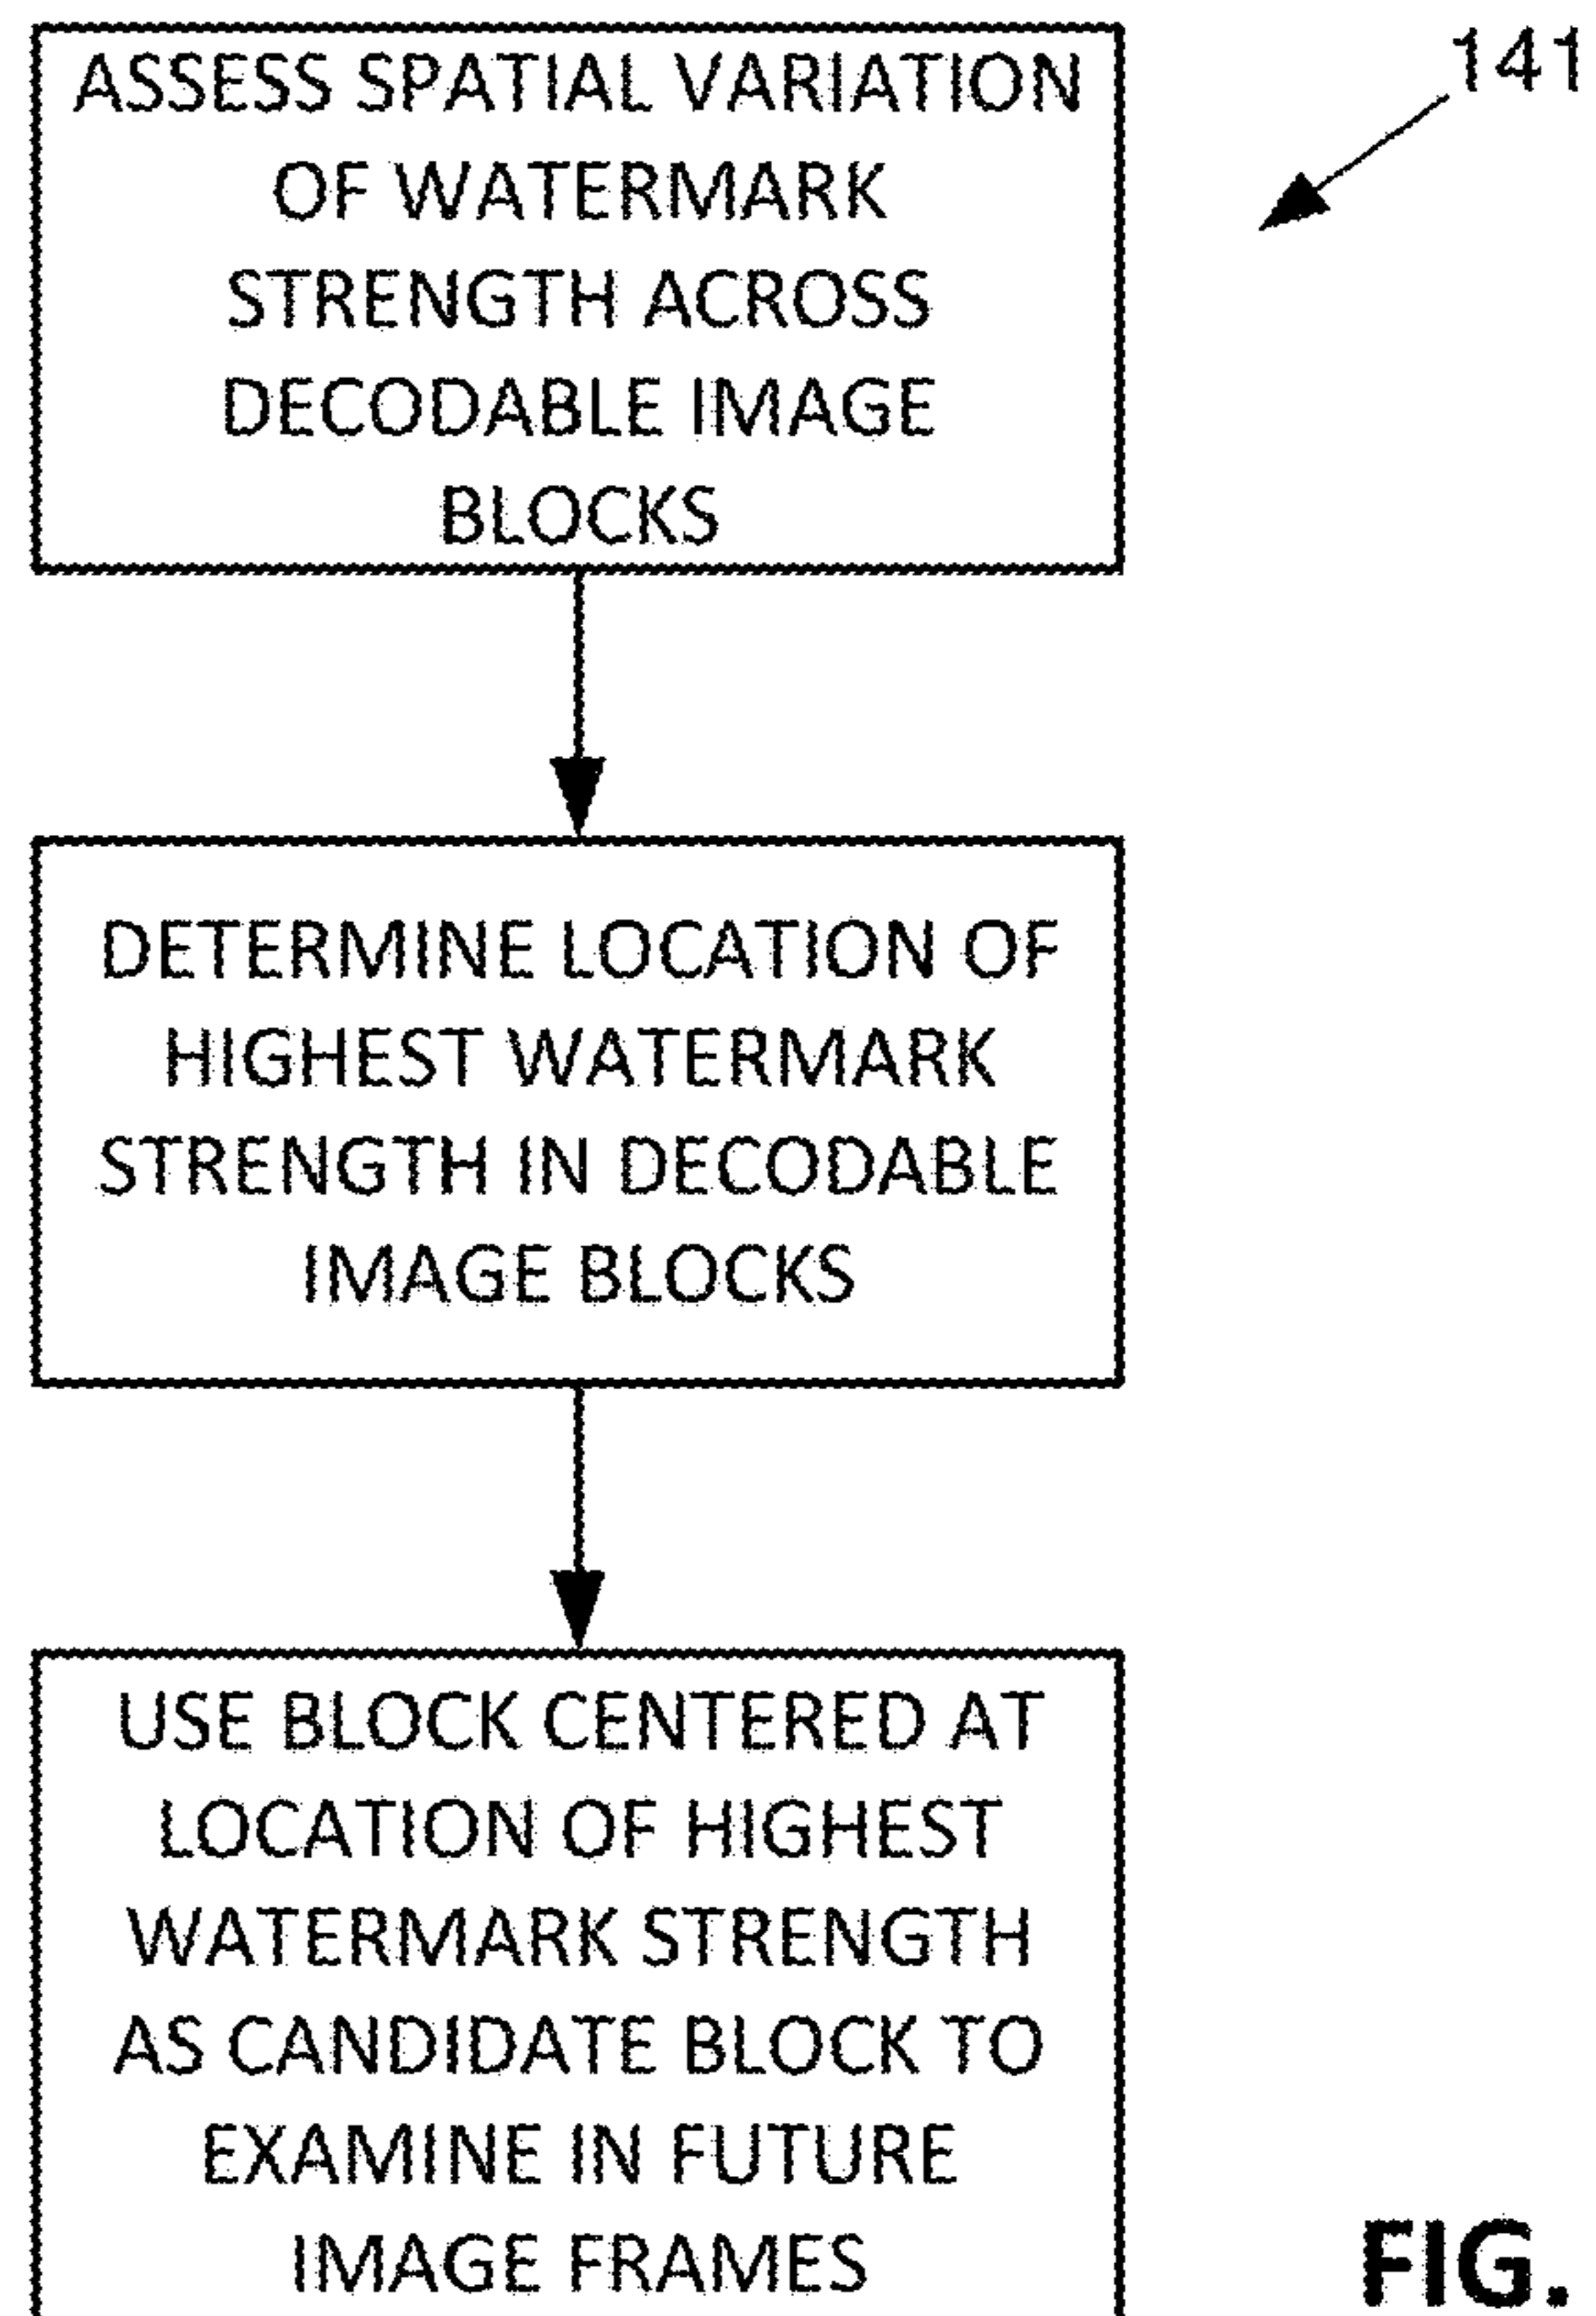 ASSESS SPATIAL VARIATION
OF WATERMARK
STRENGTH ACROSS
DECODABLE IMAGE
BLOCKS
141
DETERMINE LOCATION OF
HIGHEST WATERMARK
STRENGTH IN DECODABLE
IMAGE BLOCKS
USE BLOCK CENTERED AT
LOCATION OF HIGHEST
WATERMARK STRENGTH
AS CANDIDATE BLOCK TO
EXAMINE IN FUTURE
IMAGE FRAMES
FIG.